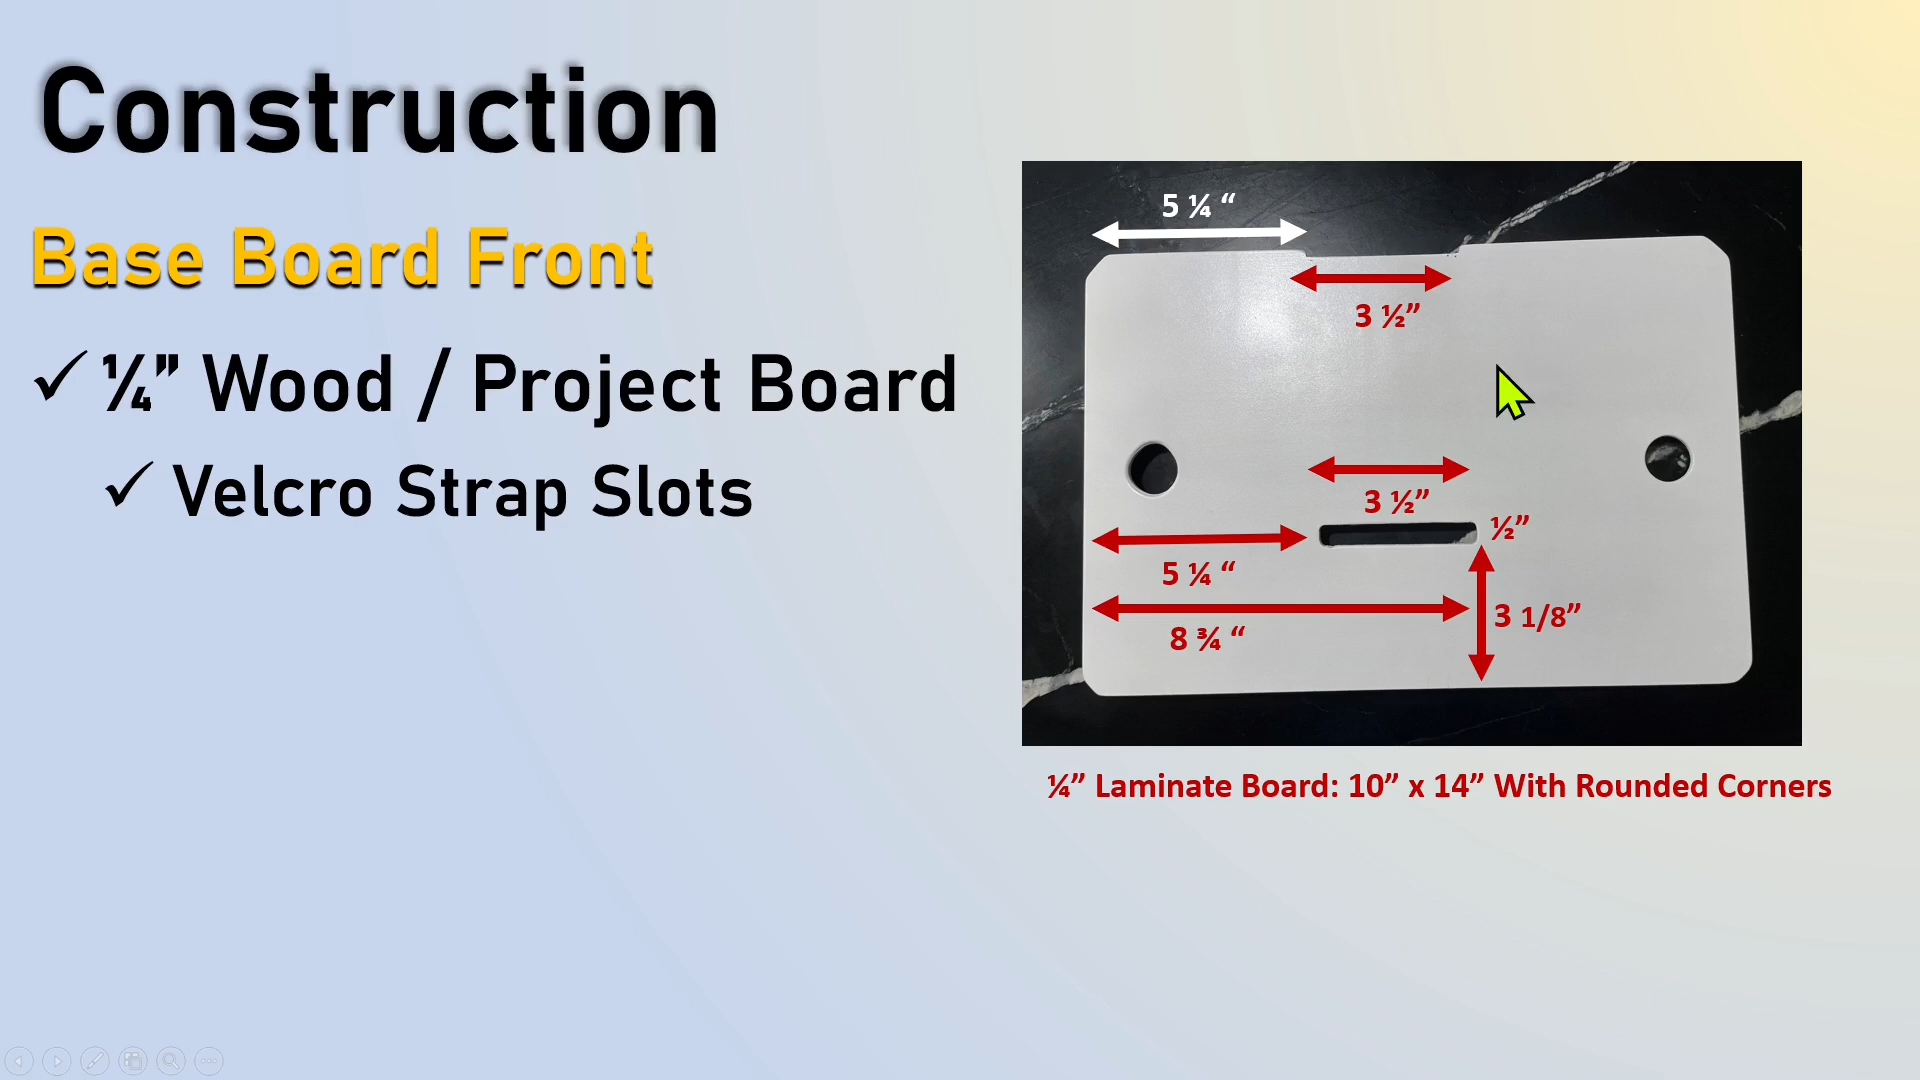 Construction
Base Board Front
✓ ¼” Wood / Project Board
✓ Velcro Strap Slots
5 ¼ “
3 ½”
3 ½”
½”
5 ¼ “
3 1/8”
8 ¾ “
¼” Laminate Board: 10” x 14” With Rounded Corners